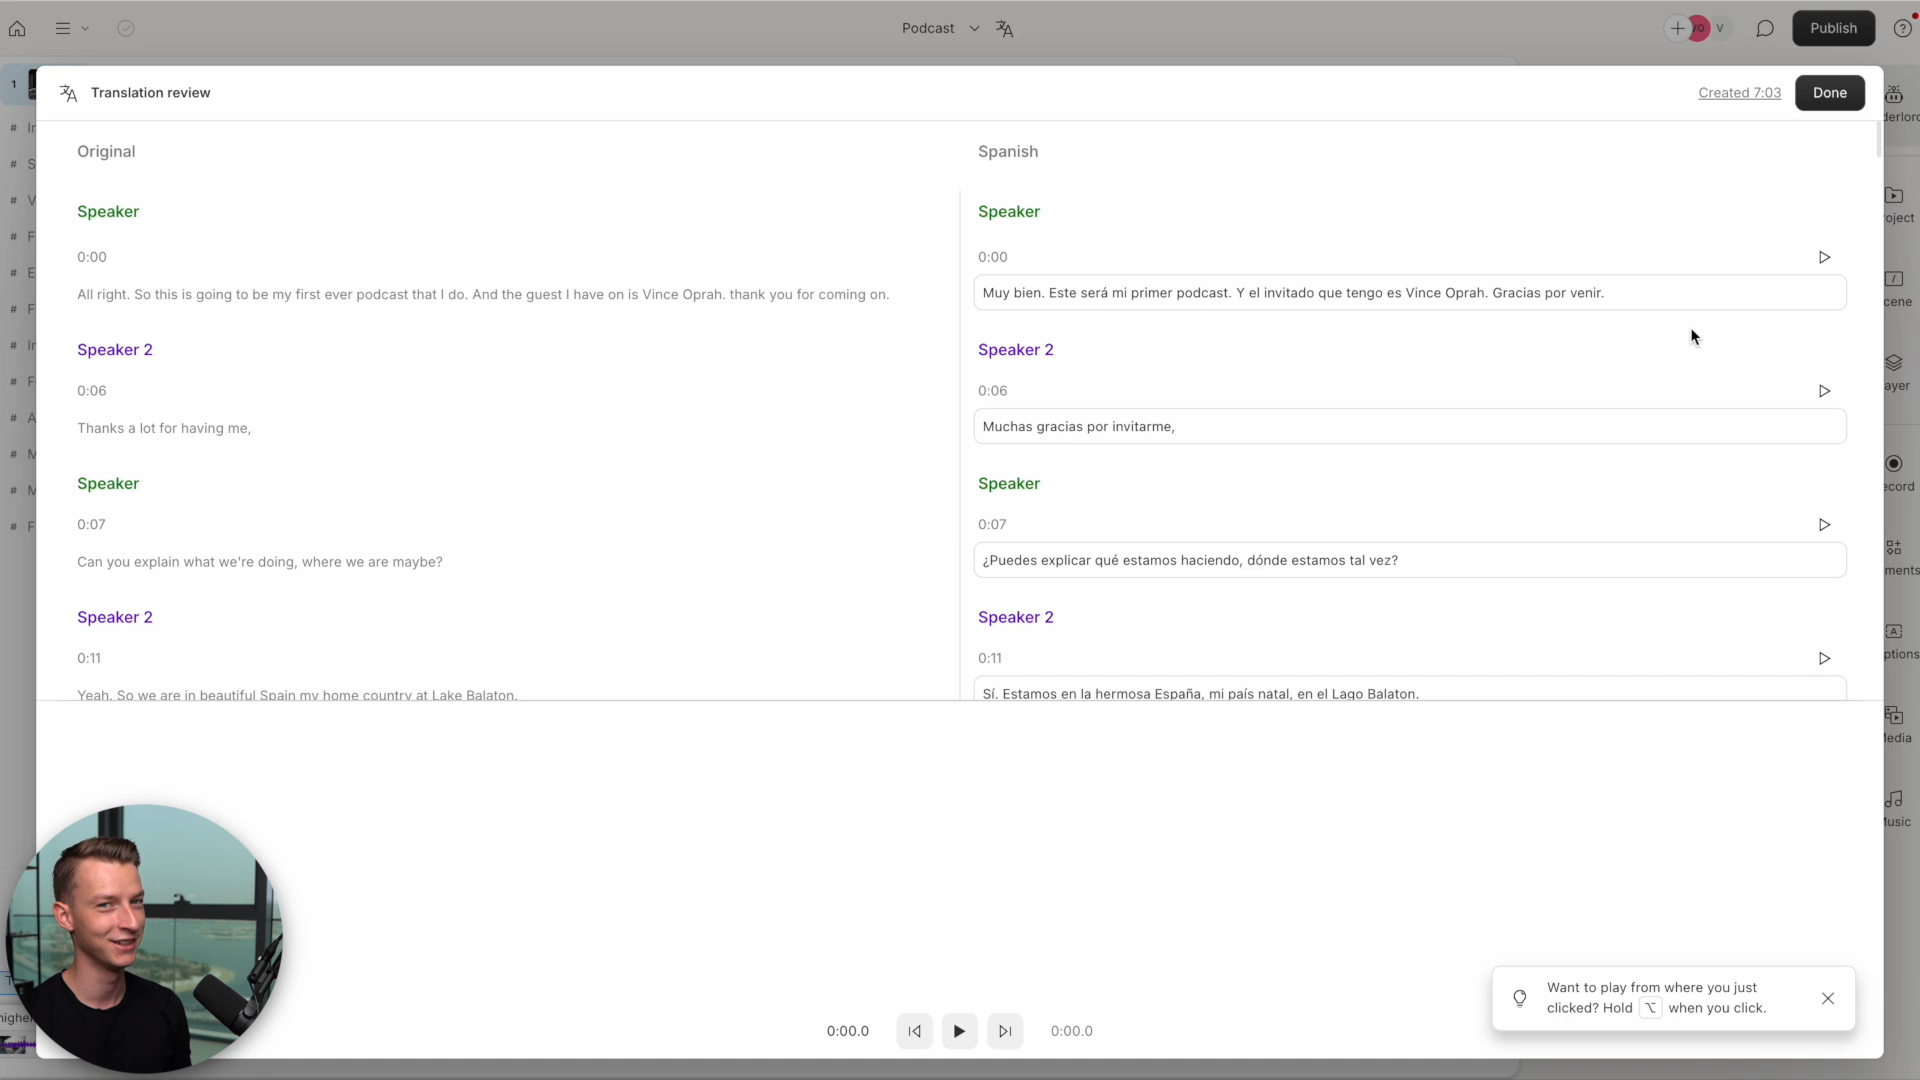 Podcast
V
Publish
1
Translation review
Created 7:03
Done
Original
Spanish
Speaker
Speaker
0:00
0:00
All right. So this is going to be my first ever podcast that I do. And the guest I have on is Vince Oprah. thank you for coming on.
Muy bien. Este será mi primer podcast. Y el invitado que tengo es Vince Oprah. Gracias por venir.
Speaker 2
Speaker 2
0:06
0:06
Thanks a lot for having me,
Muchas gracias por invitarme,
Speaker
Speaker
0:07
0:07
Can you explain what we're doing, where we are maybe?
¿Puedes explicar qué estamos haciendo, dónde estamos tal vez?
Speaker 2
Speaker 2
0:11
0:11
Yeah. So we are in beautiful Spain my home country at Lake Balaton.
Sí. Estamos en la hermosa España, mi país natal, en el Lago Balaton.
Want to play from where you just
clicked? Hold ⌥ when you click.
0:00.0
0:00.0